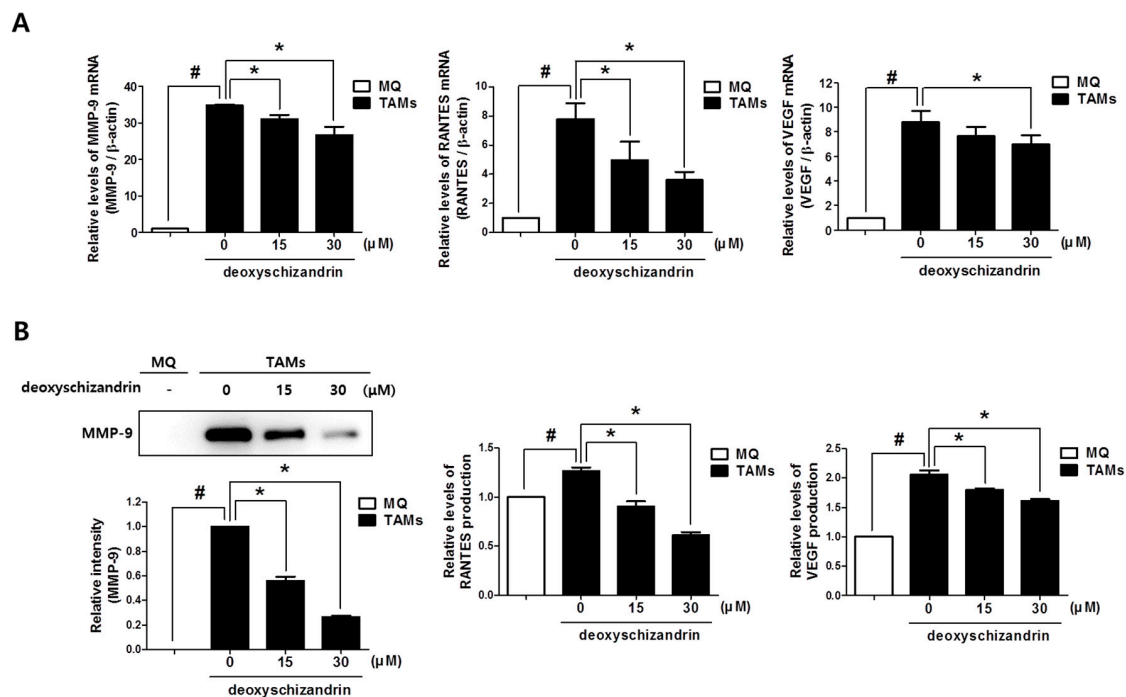 A
Relative levels of MMP-9 mRNA
(MMP-9 / β-actin)
40
30
20
10
0
#
*
*
MQ
TAMs
0 15 30 (μM)
deoxyschizandrin
Relative levels of RANTES mRNA
(RANTES / β-actin)
10
8
6
4
2
0
#
*
*
MQ
TAMs
0 15 30 (μM)
deoxyschizandrin
Relative levels of VEGF mRNA
(VEGF / β-actin)
12
10
8
6
4
2
0
#
*
MQ
TAMs
0 15 30 (μM)
deoxyschizandrin
B
MQ TAMs
deoxyschizandrin - 0 15 30 (μM)
MMP-9
Relative intensity
(MMP-9)
1.2
1.0
0.8
0.6
0.4
0.2
0.0
#
*
*
MQ
TAMs
0 15 30 (μM)
deoxyschizandrin
Relative levels of
RANTES production
1.5
1.0
0.5
0.0
#
*
*
MQ
TAMs
0 15 30 (μM)
deoxyschizandrin
Relative levels of
VEGF production
2.5
2.0
1.5
1.0
0.5
0.0
#
*
*
MQ
TAMs
0 15 30 (μM)
deoxyschizandrin